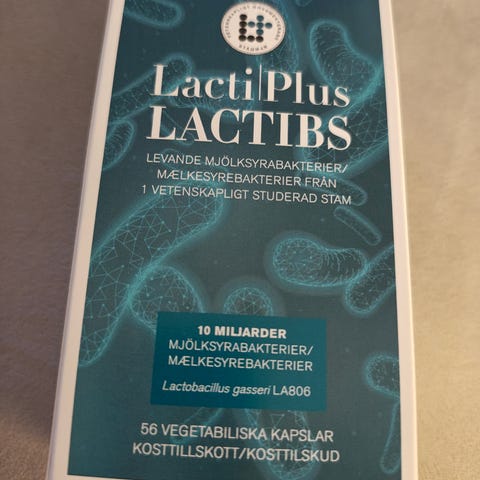 Lacti|Plus
LACTIBS
LEVANDE MJÖLKSYRABAKTERIER/
MÆLKESYREBAKTERIER FRÅN
1 VETENSKAPLIGT STUDERAD STAM
10 MILJARDER
MJÖLKSYRABAKTERIER/
MÆLKESYREBAKTERIER
Lactobacillus gasseri LA806
56 VEGETABILISKA KAPSLAR
KOSTTILLSKOTT/KOSTTILSKUD